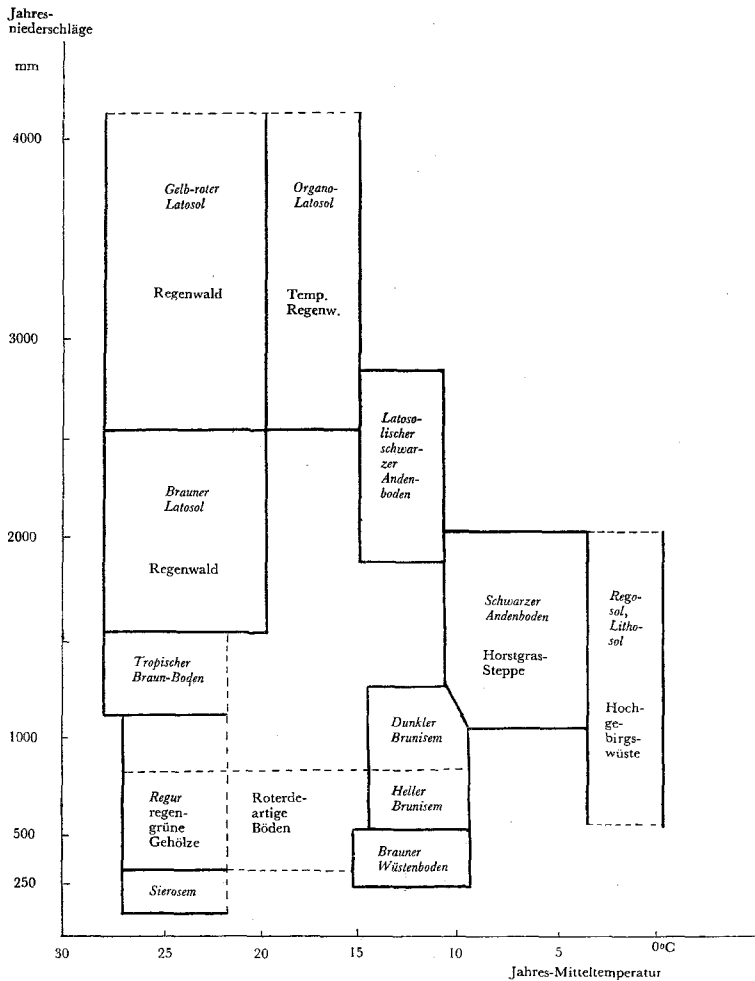 Jahres-
niederschläge
mm
4000
3000
2000
1000
500
250
Gelb-roter
Latosol
Regenwald
Organo-
Latosol
Temp.
Regenw.
Brauner
Latosol
Regenwald
Latoso-
lischer
schwar-
zer
Anden-
boden
Schwarzer
Andenboden
Horstgras-
Steppe
Rego-
sol,
Litho-
sol
Hoch-
ge-
birgs-
wüste
Tropischer
Braun-Boden
Dunkler
Brunisem
Regur
regen-
grüne
Gehölze
Roterde-
artige
Böden
Heller
Brunisem
Brauner
Wüstenboden
Sierosem
30
25
20
15
10
5
0°C
Jahres-Mitteltemperatur